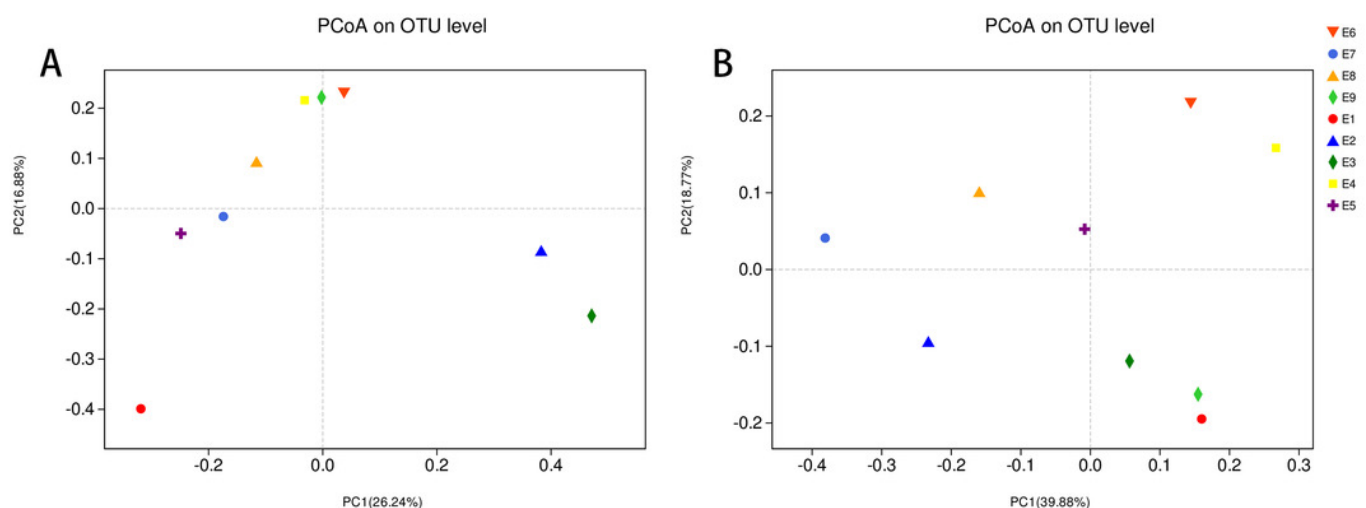 PCoA on OTU level
A
0.2
0.1
0.0
-0.1
-0.2
-0.3
-0.4
PC2(16.88%)
-0.2
0.0
0.2
0.4
PC1(26.24%)
PCoA on OTU level
B
0.2
0.1
0.0
-0.1
-0.2
PC2(18.77%)
-0.4
-0.3
-0.2
-0.1
0.0
0.1
0.2
0.3
PC1(39.88%)
E6
E7
E8
E9
E1
E2
E3
E4
E5